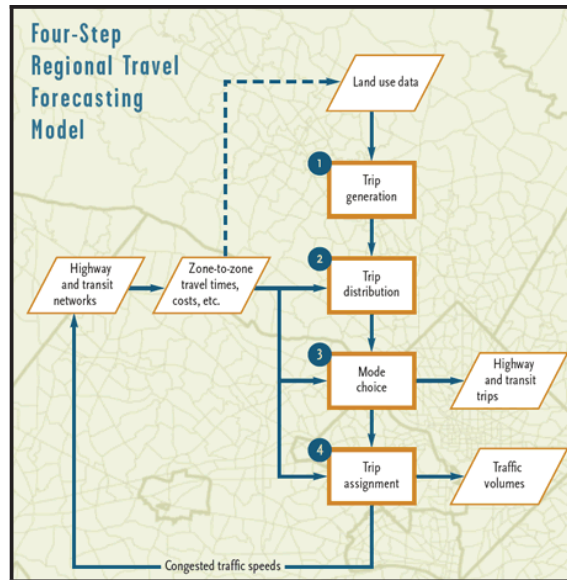 Four-Step
Regional Travel
Forecasting
Model
Land use data
1
Trip
generation
Highway
and transit
networks
Zone-to-zone
travel times,
costs, etc.
2
Trip
distribution
3
Mode
choice
Highway
and transit
trips
4
Trip
assignment
Traffic
volumes
Congested traffic speeds